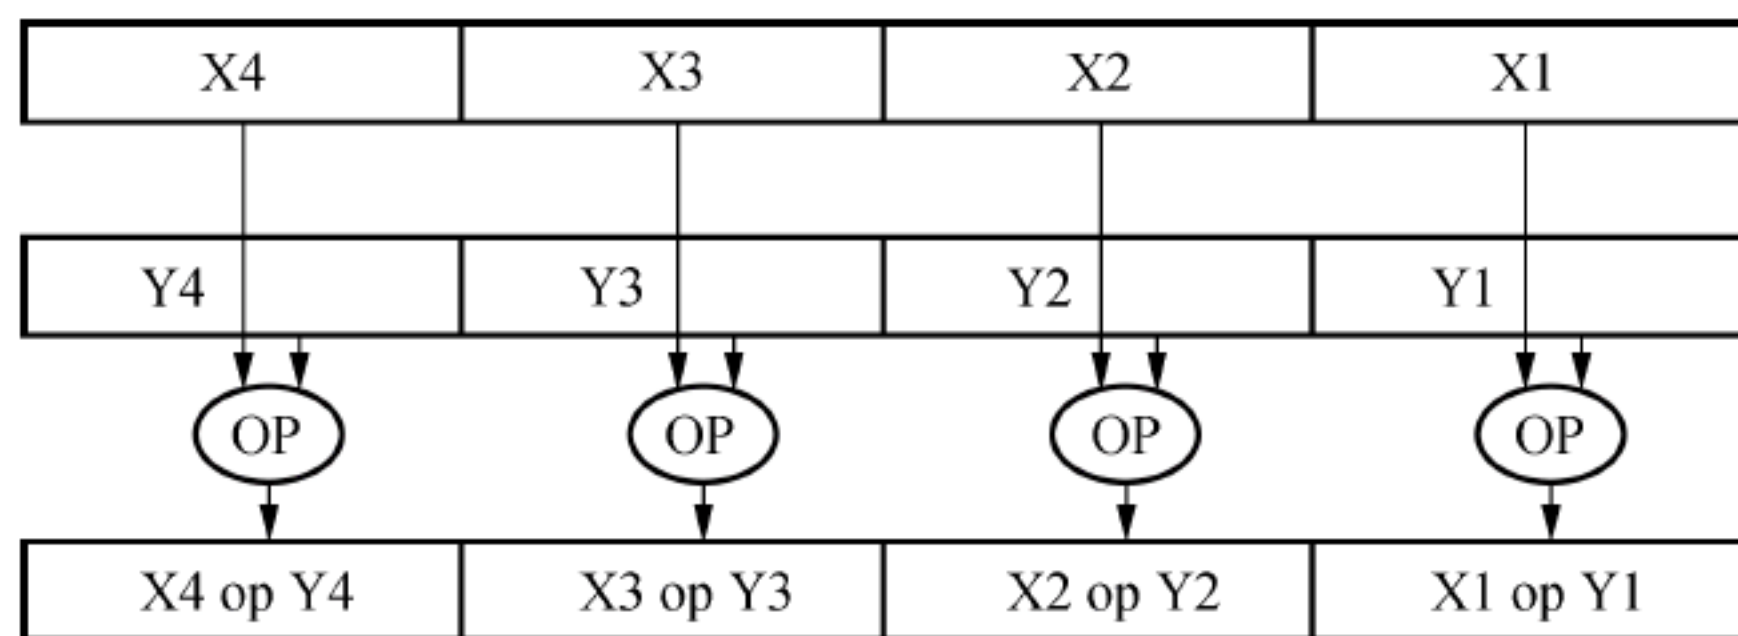 X4 X3 X2 X1
Y4 Y3 Y2 Y1
OP OP OP OP
X4 op Y4 X3 op Y3 X2 op Y2 X1 op Y1